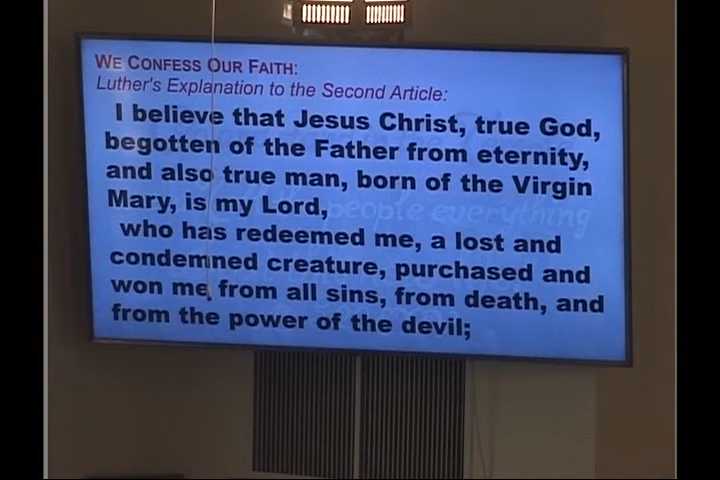 WE CONFESS OUR FAITH:
Luther's Explanation to the Second Article:
I believe that Jesus Christ, true God,
begotten of the Father from eternity,
and also true man, born of the Virgin
Mary, is my Lord,
who has redeemed me, a lost and
condemned creature, purchased and
won me from all sins, from death, and
from the power of the devil;
people everything